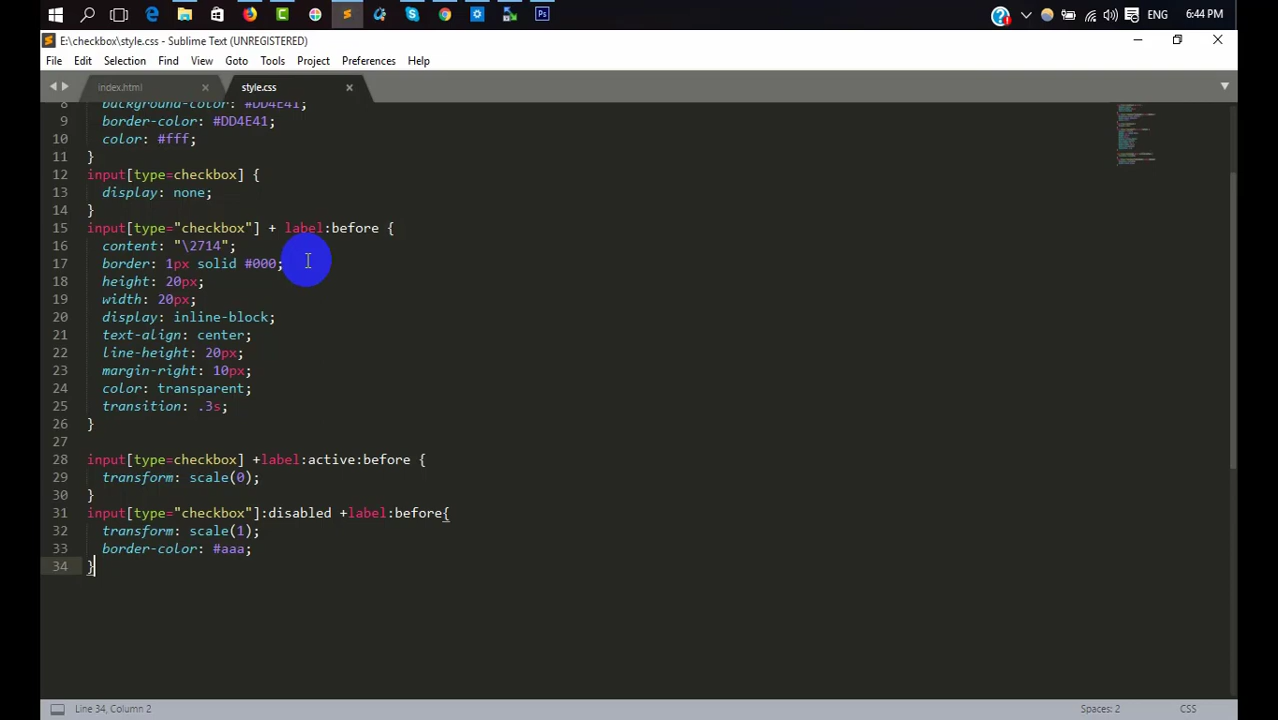 ENG
6:44 PM
E:\checkbox\style.css - Sublime Text (UNREGISTERED)
File Edit Selection View Find Goto Tools Project Preferences Help
index.html
style.css
8 background-color: #DD4E41;
9 border-color: #DD4E41;
10 color: #fff;
11 }
12 input[type=checkbox] {
13 display: none;
14 }
15 input[type="checkbox"] + label:before {
16 content: "\2714";
17 border: 1px solid #000;
18 height: 20px;
19 width: 20px;
20 display: inline-block;
21 text-align: center;
22 line-height: 20px;
23 margin-right: 10px;
24 color: transparent;
25 transition: .3s;
26 }
27
28 input[type=checkbox] +label:active:before {
29 transform: scale(0);
30 }
31 input[type="checkbox"]:disabled +label:before{
32 transform: scale(1);
33 border-color: #aaa;
34 }
Line 34, Column 2
Spaces: 2
CSS